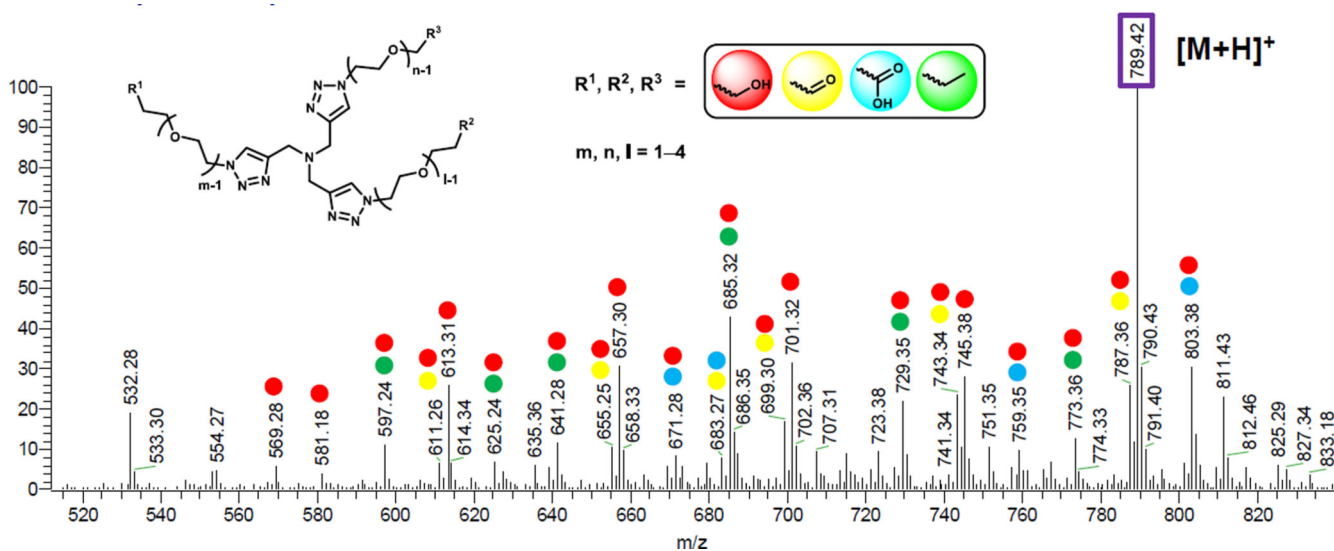 789.42
[M+H]+
R1, R2, R3 =
OH
O
O
OH
m, n, l = 1–4
R3
O
n-1
N
N
N
R1
O
m-1
N
N
N
N
R2
O
l-1
N
N
N
100
90
80
70
60
50
40
30
20
10
0
532.28
533.30
554.27
569.28
581.18
597.24
611.26
613.31
614.34
625.24
635.36
641.28
655.25
657.30
658.33
671.28
683.27
685.32
686.35
699.30
701.32
702.36
707.31
723.38
729.35
741.34
743.34
745.38
751.35
759.35
773.36
774.33
787.36
790.43
791.40
803.38
811.43
812.46
825.29
827.34
833.18
520 540 560 580 600 620 640 660 680 700 720 740 760 780 800 820
m/z